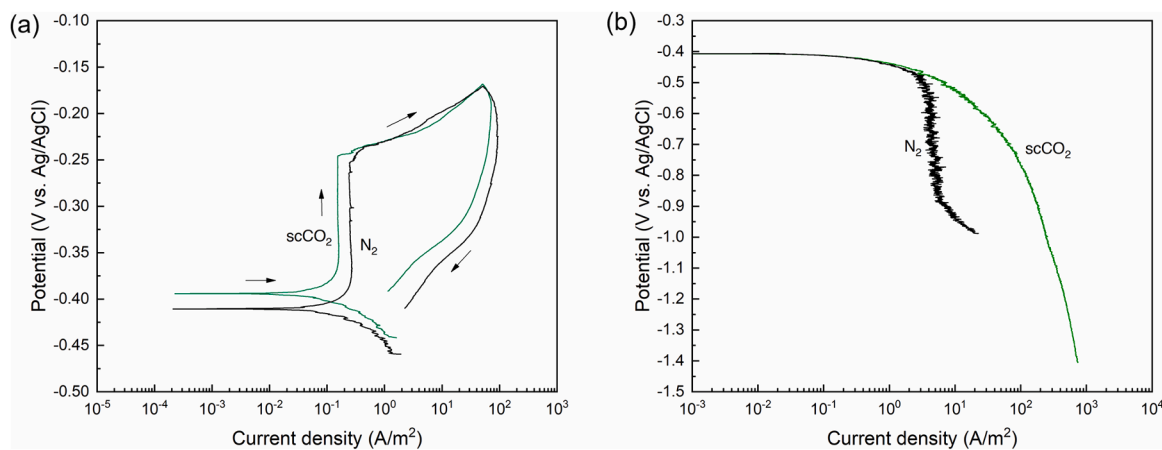 (a)
-0.10
-0.15
-0.20
-0.25
-0.30
-0.35
-0.40
-0.45
-0.50
Potential (V vs. Ag/AgCl)
scCO₂
N₂
10⁻⁵ 10⁻⁴ 10⁻³ 10⁻² 10⁻¹ 10⁰ 10¹ 10² 10³
Current density (A/m²)
(b)
-0.3
-0.4
-0.5
-0.6
-0.7
-0.8
-0.9
-1.0
-1.1
-1.2
-1.3
-1.4
-1.5
Potential (V vs. Ag/AgCl)
N₂
scCO₂
10⁻³ 10⁻² 10⁻¹ 10⁰ 10¹ 10² 10³ 10⁴
Current density (A/m²)